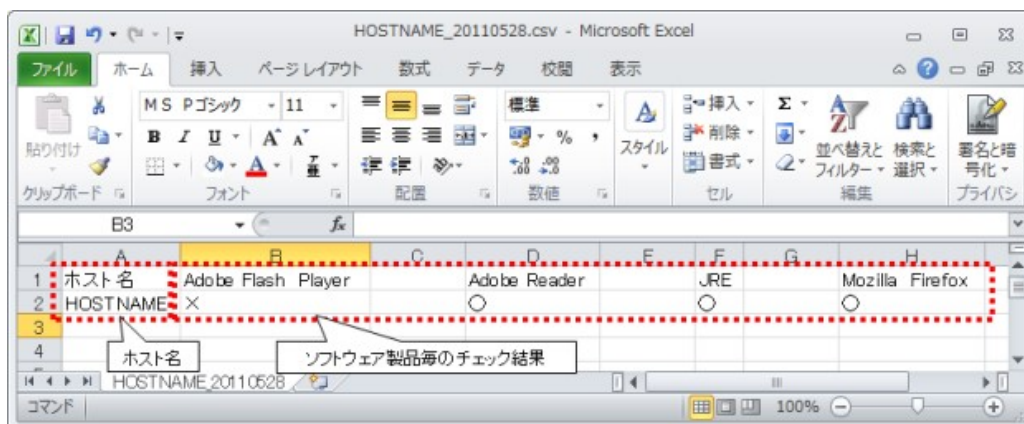 HOSTNAME_20110528.csv - Microsoft Excel
ファイル ホーム 挿入 ページ レイアウト 数式 データ 校閲 表示
貼り付け
クリップボード
MS Pゴシック 11
B I U A A
A
フォント
配置
標準
% ,
.0 .00
.00 .0
数値
A
スタイル
挿入
削除
書式
セル
Σ
並べ替えと
フィルター
検索と
選択
編集
署名と暗
号化
プライバシ
B3 fx
A B C D E F G H
1 ホスト名 Adobe Flash Player Adobe Reader JRE Mozilla Firefox
2 HOSTNAME × ○ ○ ○
3
4
ホスト名 ソフトウェア製品毎のチェック結果
HOSTNAME_20110528
コマンド 100%